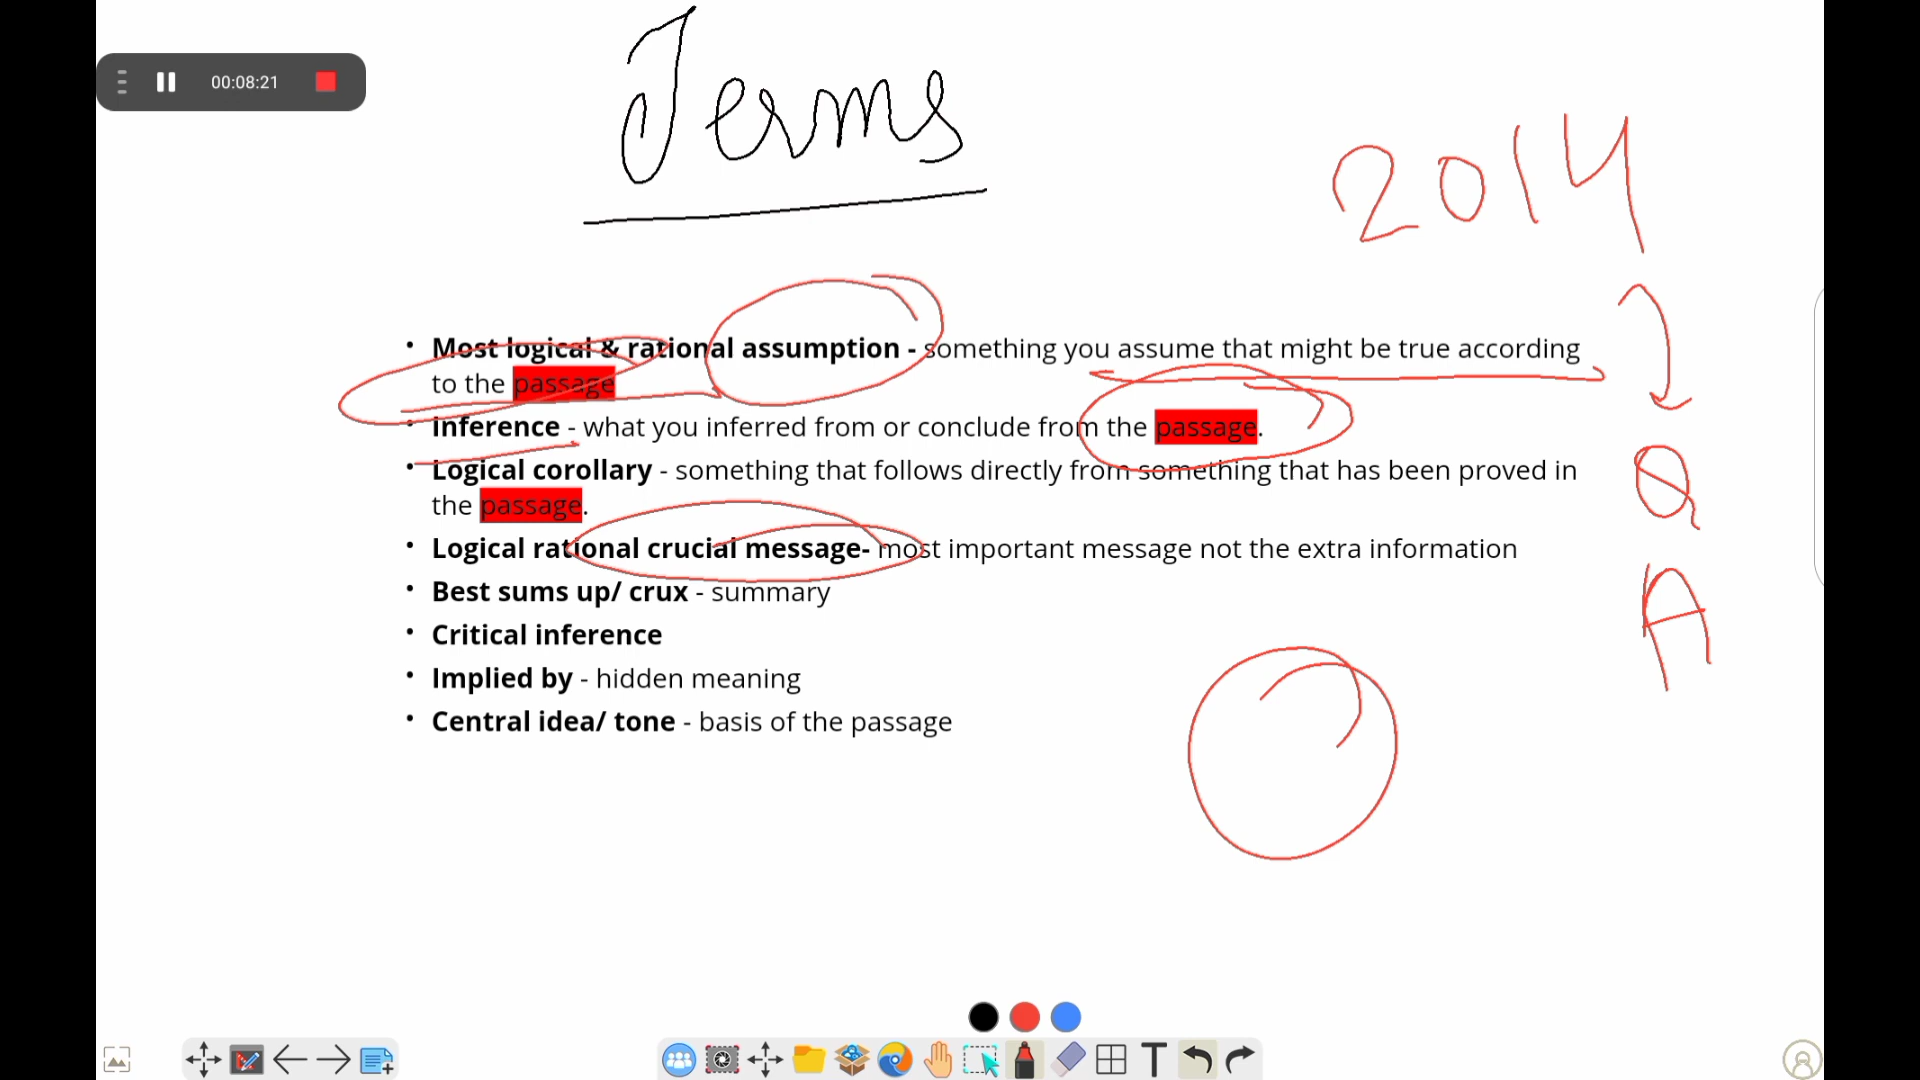 Terms
00:08:21
2014
• Most logical & rational assumption - something you assume that might be true according
to the passage
• Inference - what you inferred from or conclude from the passage.
• Logical corollary - something that follows directly from something that has been proved in
the passage.
• Logical rational crucial message- most important message not the extra information
• Best sums up/ crux - summary
• Critical inference
• Implied by - hidden meaning
• Central idea/ tone - basis of the passage
Q
A
T